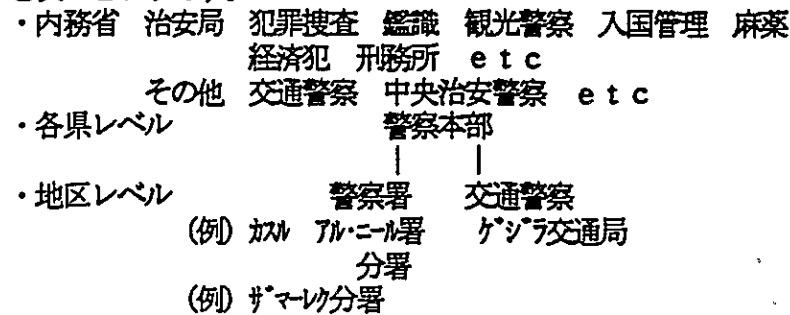 ・内務省 治安局 犯罪捜査 鑑識 観光警察 入国管理 麻薬
経済犯 刑務所 etc
その他 交通警察 中央治安警察 etc
・各県レベル 警察本部
・地区レベル 警察署 交通警察
(例) カスル アル・ニール署 ゲジラ交通局
分署
(例) ザマーレク分署